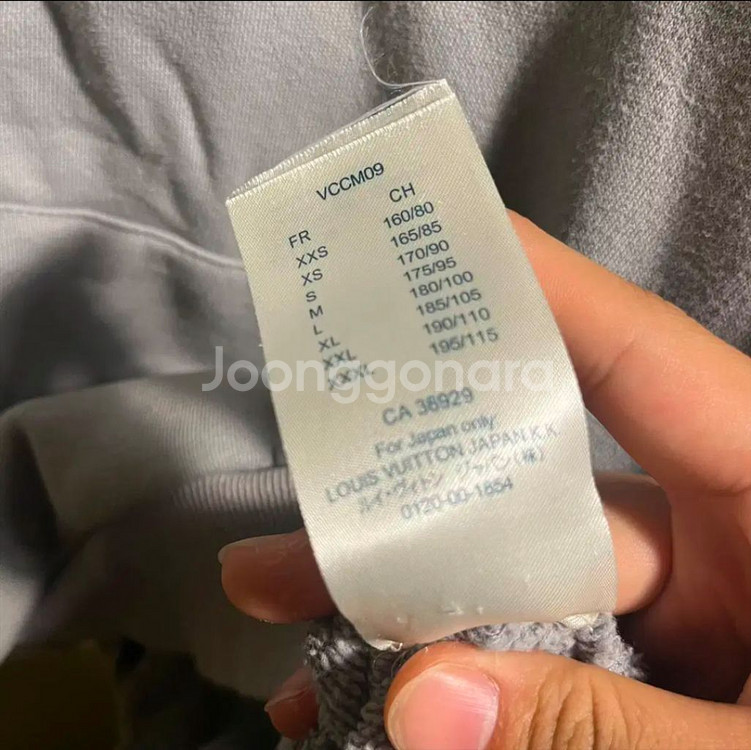 VCCM09
FR CH
XXS 160/80
XS 165/85
S 170/90
M 175/95
L 180/100
XL 185/105
XXL 190/110
XXXL 195/115
Joonggonara
CA 36929
For Japan only
LOUIS VUITTON JAPAN K.K.
ルイ・ヴィトン ジャパン(株)
0120-00-1854